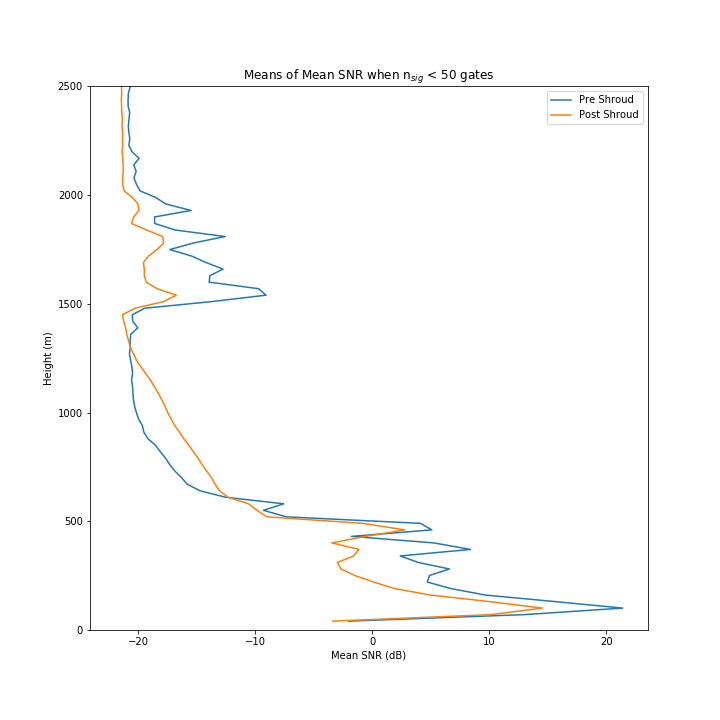 Means of Mean SNR when n_sig < 50 gates
Pre Shroud
Post Shroud
2500
2000
1500
1000
500
0
Height (m)
−20
−10
0
10
20
Mean SNR (dB)